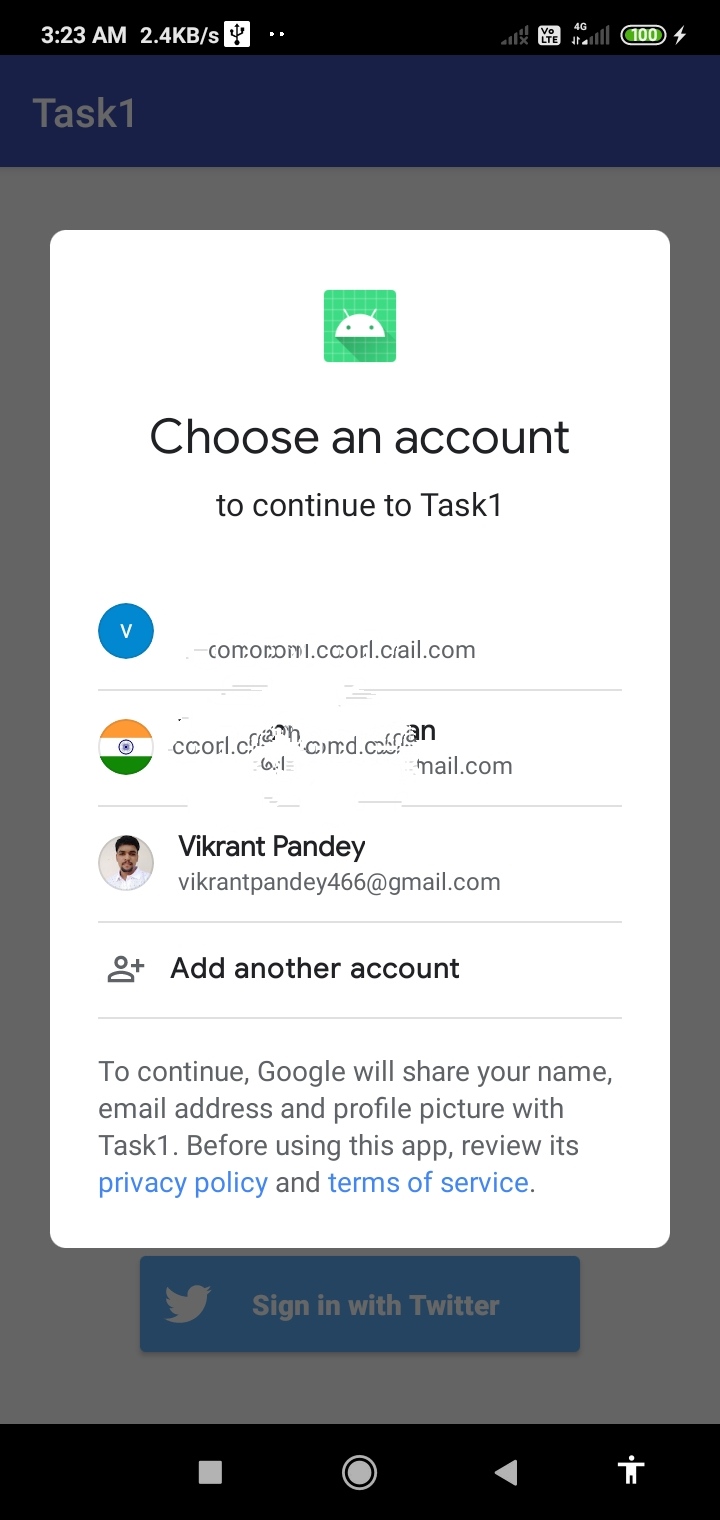 3:23 AM 2.4KB/s
Vo LTE 4G 100
Task1
Choose an account
to continue to Task1
V
an
mail.com
Vikrant Pandey
vikrantpandey466@gmail.com
Add another account
To continue, Google will share your name,
email address and profile picture with
Task1. Before using this app, review its
privacy policy and terms of service.
Sign in with Twitter